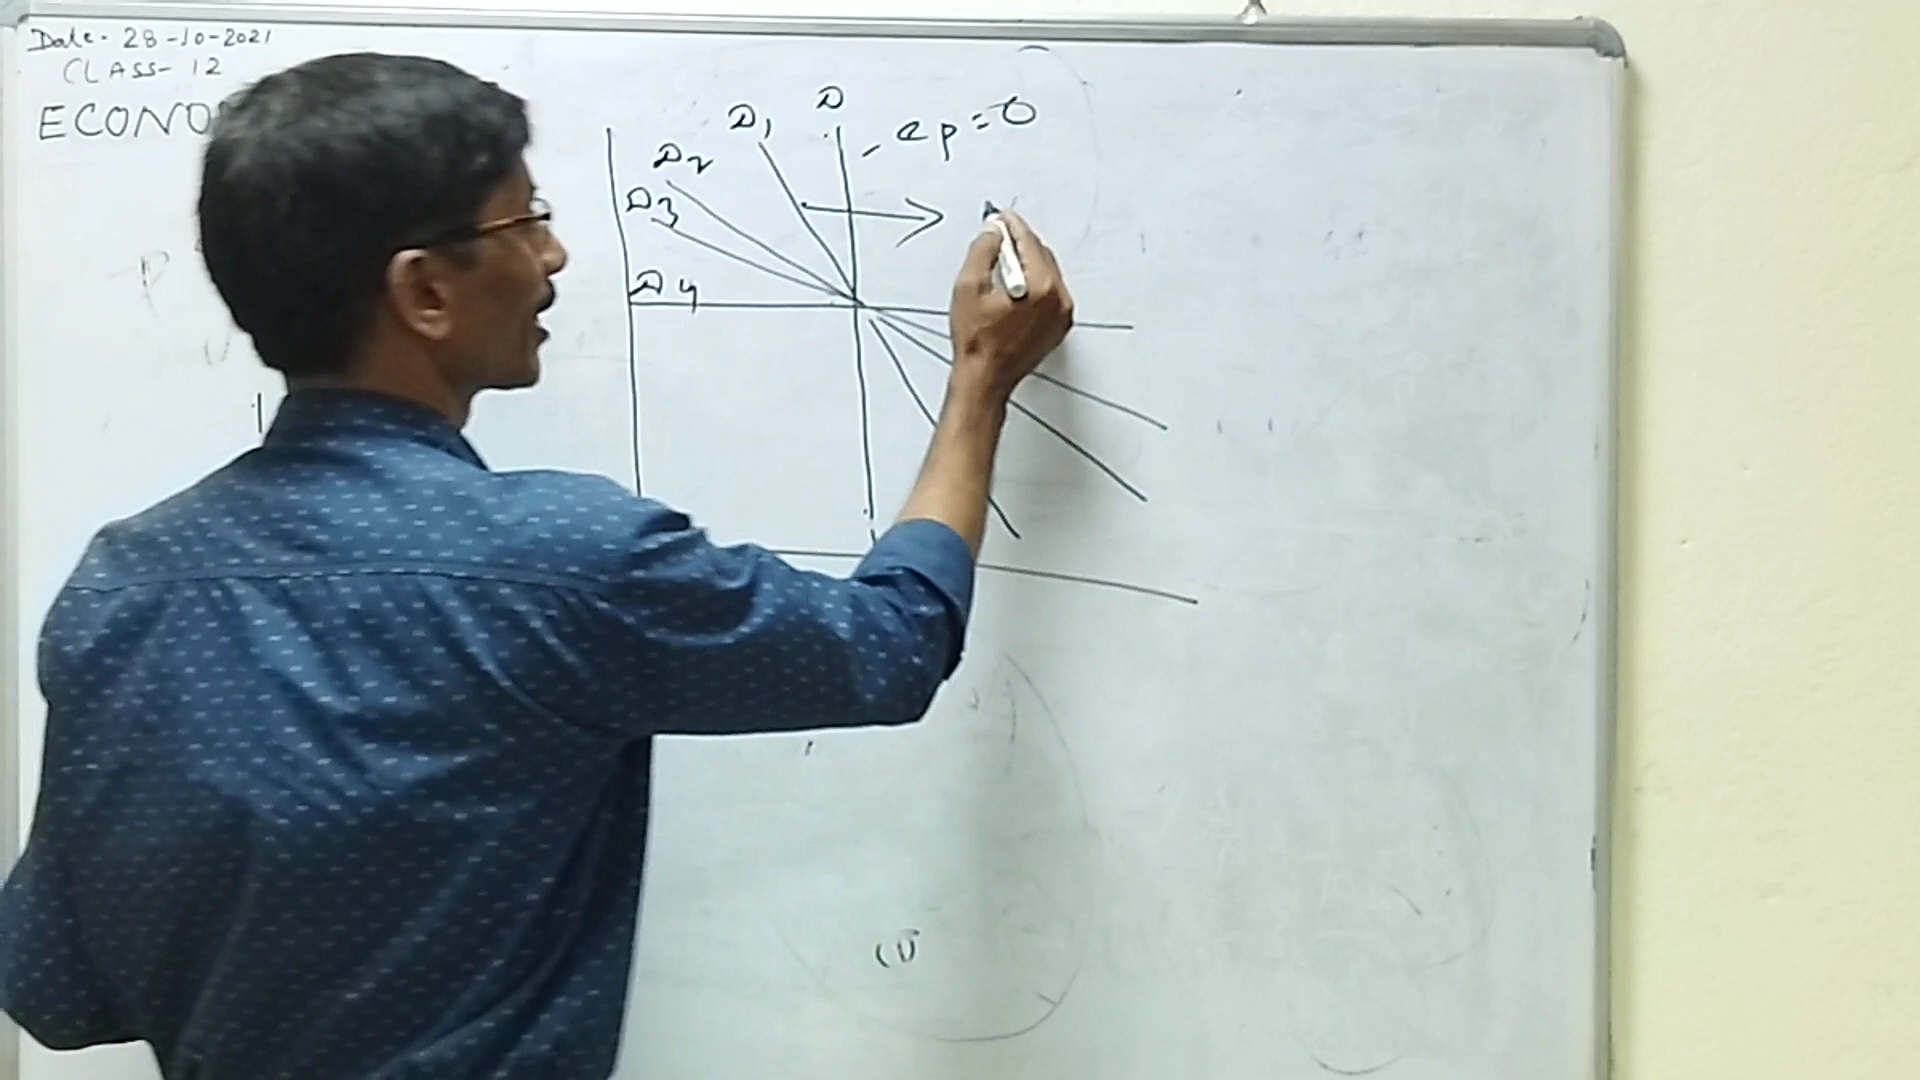 Date - 28-10-2021
CLASS- 12
ECONO
D
D1
ep = 0
D2
D3
D4